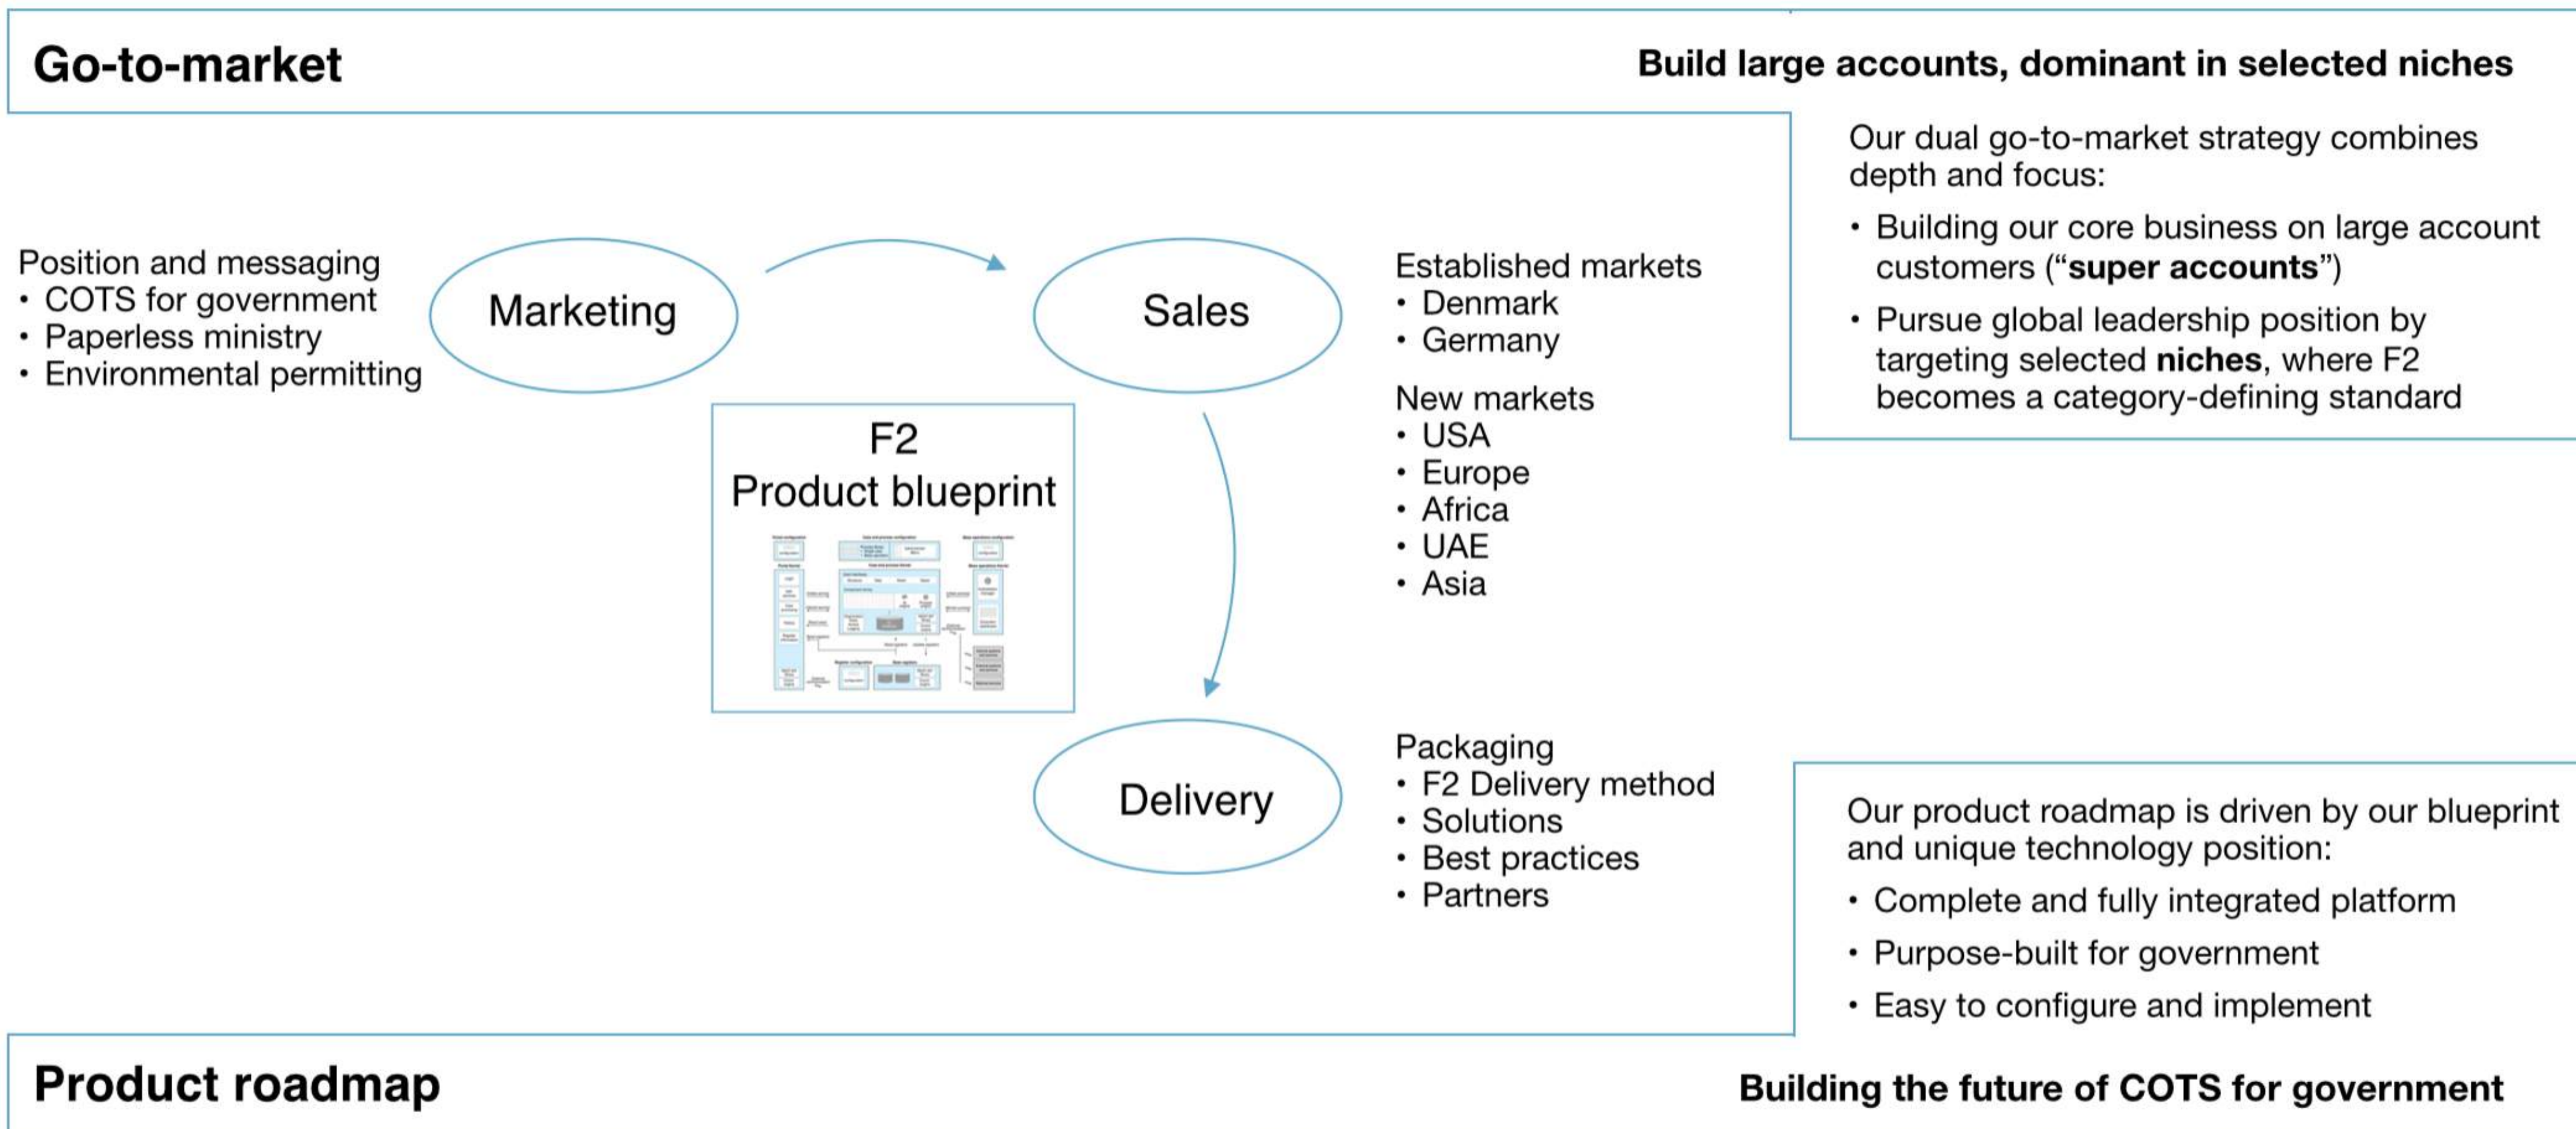 Go-to-market
Build large accounts, dominant in selected niches
Our dual go-to-market strategy combines
depth and focus:
• Building our core business on large account
customers (“super accounts”)
• Pursue global leadership position by
targeting selected niches, where F2
becomes a category-defining standard
Position and messaging
• COTS for government
• Paperless ministry
• Environmental permitting
Marketing
Sales
Established markets
• Denmark
• Germany
New markets
• USA
• Europe
• Africa
• UAE
• Asia
F2
Product blueprint
Delivery
Packaging
• F2 Delivery method
• Solutions
• Best practices
• Partners
Our product roadmap is driven by our blueprint
and unique technology position:
• Complete and fully integrated platform
• Purpose-built for government
• Easy to configure and implement
Product roadmap
Building the future of COTS for government